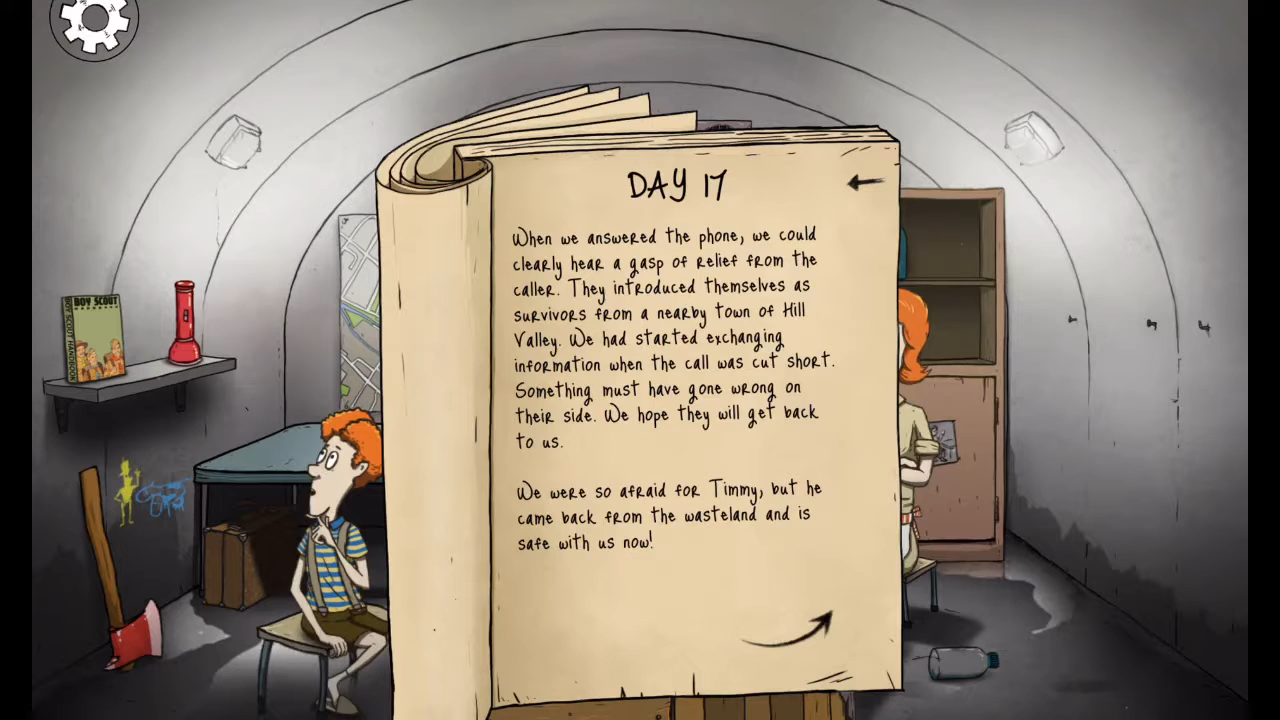 DAY 17
When we answered the phone, we could
clearly hear a gasp of relief from the
caller. They introduced themselves as
survivors from a nearby town of Hill
Valley. We had started exchanging
information when the call was cut short.
Something must have gone wrong on
their side. We hope they will get back
to us.
We were so afraid for Timmy, but he
came back from the wasteland and is
safe with us now!
BOY SCOUT
BOY SCOUT HANDBOOK
DAD